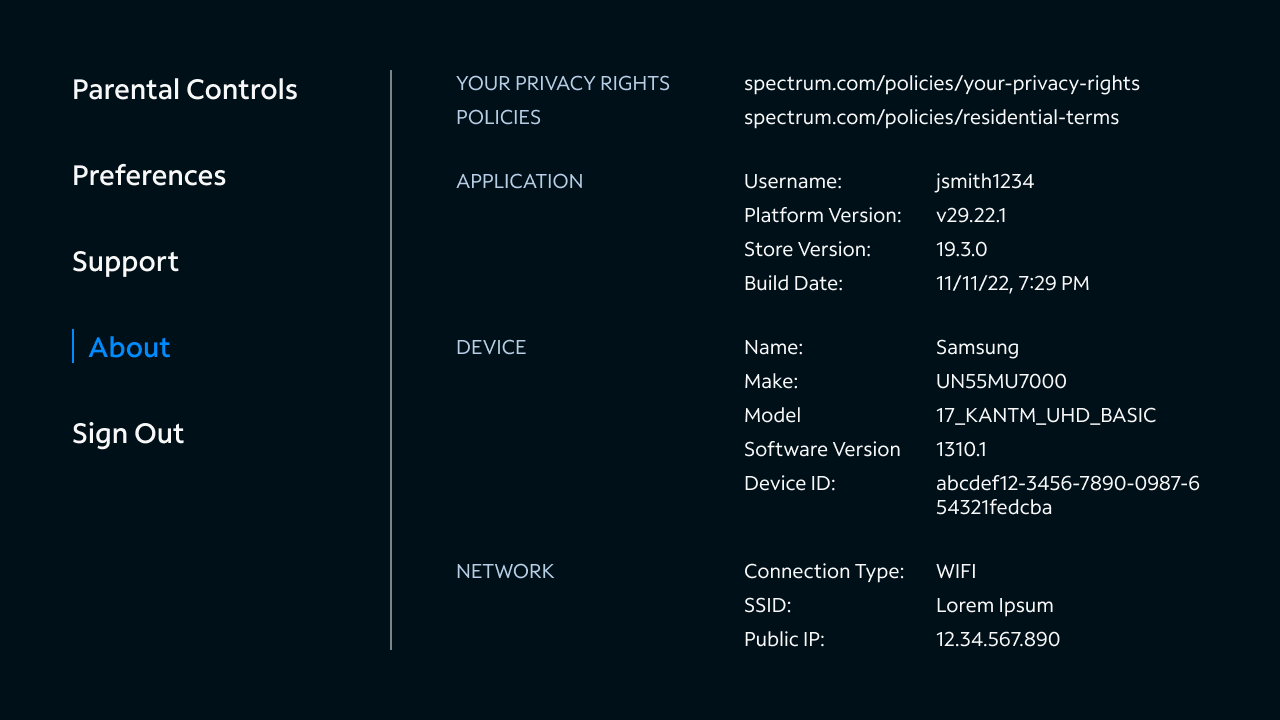 Parental Controls
Preferences
Support
About
Sign Out
YOUR PRIVACY RIGHTS spectrum.com/policies/your-privacy-rights
POLICIES spectrum.com/policies/residential-terms
APPLICATION Username: jsmith1234
Platform Version: v29.22.1
Store Version: 19.3.0
Build Date: 11/11/22, 7:29 PM
DEVICE Name: Samsung
Make: UN55MU7000
Model 17_KANTM_UHD_BASIC
Software Version 1310.1
Device ID: abcdef12-3456-7890-0987-6
54321fedcba
NETWORK Connection Type: WIFI
SSID: Lorem Ipsum
Public IP: 12.34.567.890